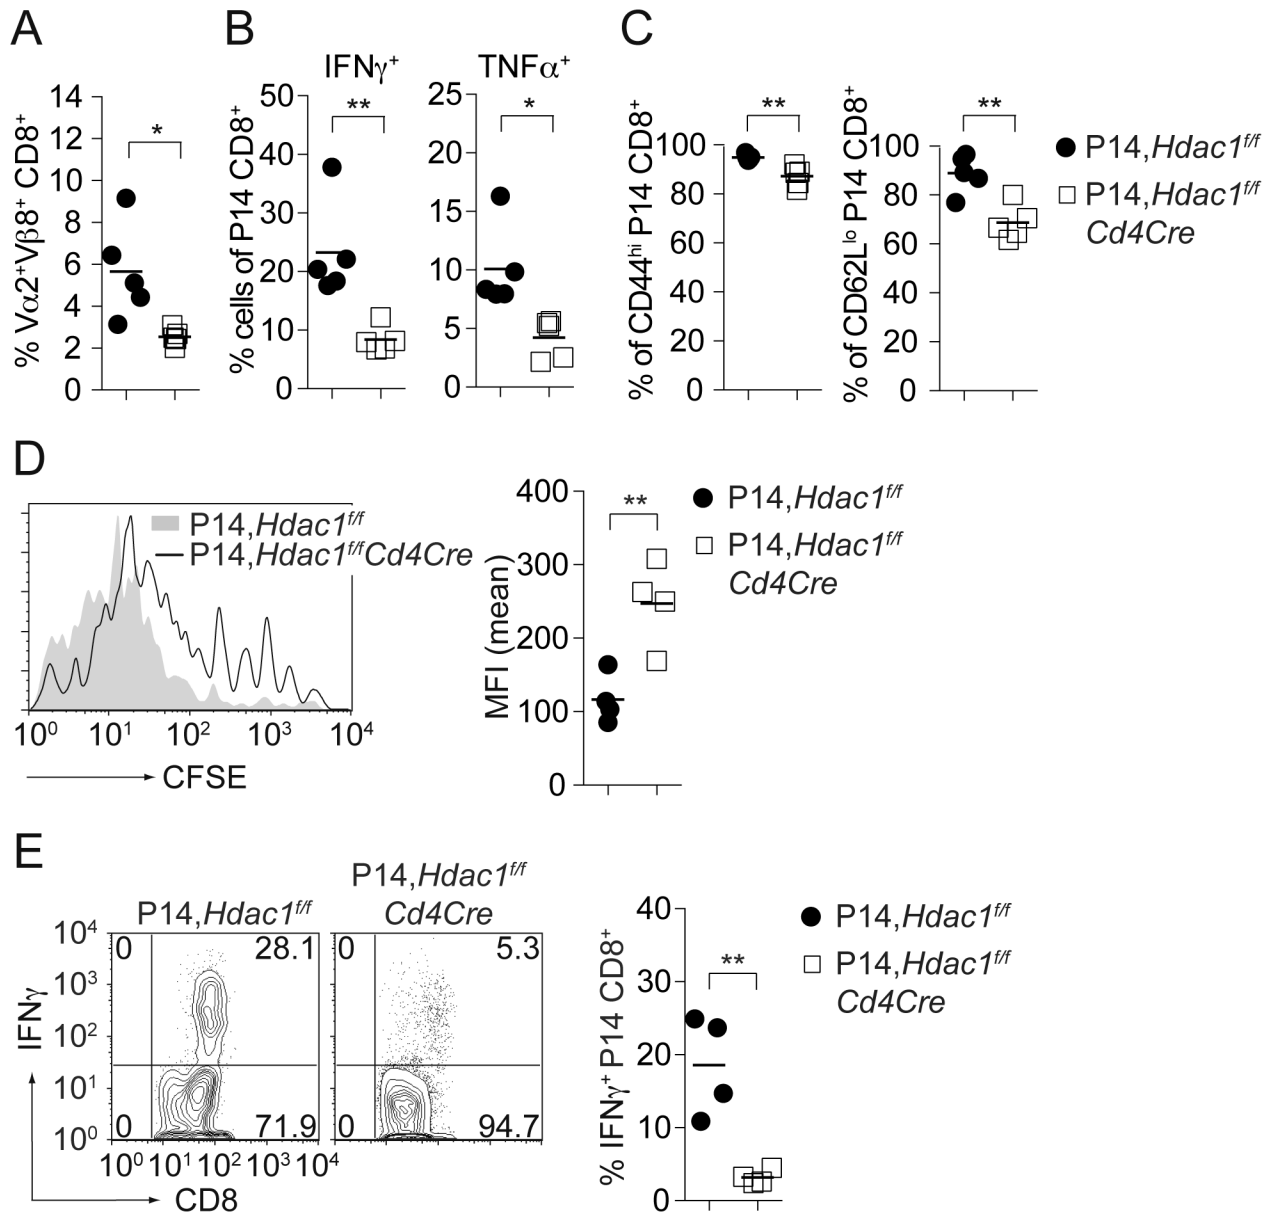 A
% Vα2⁺Vβ8⁺ CD8⁺
14
12
10
8
6
4
2
0
*
B
% cells of P14 CD8⁺
IFNγ⁺
50
40
30
20
10
0
**
TNFα⁺
25
20
15
10
5
0
*
C
% of CD44ʰⁱ P14 CD8⁺
100
80
60
40
20
0
**
% of CD62Lˡᵒ P14 CD8⁺
100
80
60
40
20
0
**
P14,Hdac1ᶠ/ᶠ
P14,Hdac1ᶠ/ᶠ
Cd4Cre
D
P14,Hdac1ᶠ/ᶠ
P14,Hdac1ᶠ/ᶠCd4Cre
10⁰ 10¹ 10² 10³ 10⁴
CFSE
MFI (mean)
400
300
200
100
0
**
P14,Hdac1ᶠ/ᶠ
P14,Hdac1ᶠ/ᶠ
Cd4Cre
E
P14,Hdac1ᶠ/ᶠ
P14,Hdac1ᶠ/ᶠ
Cd4Cre
IFNγ
10⁴
10³
10²
10¹
10⁰
0 28.1
0 71.9
0 5.3
0 94.7
10⁰ 10¹ 10² 10³ 10⁴
CD8
% IFNγ⁺ P14 CD8⁺
40
30
20
10
0
**
P14,Hdac1ᶠ/ᶠ
P14,Hdac1ᶠ/ᶠ
Cd4Cre